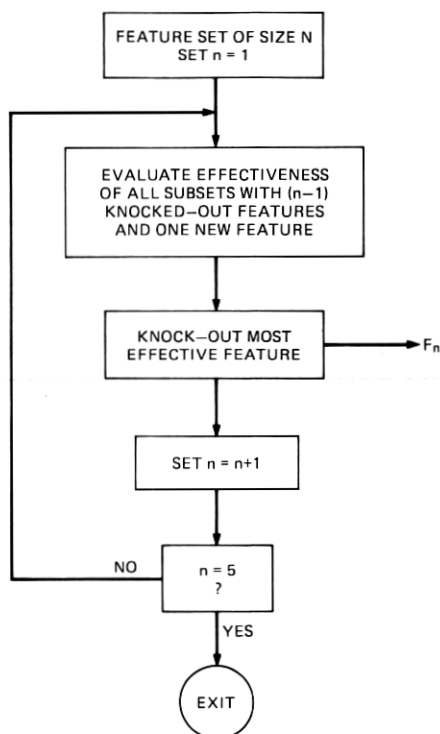 FEATURE SET OF SIZE N
SET n = 1
EVALUATE EFFECTIVENESS
OF ALL SUBSETS WITH (n–1)
KNOCKED–OUT FEATURES
AND ONE NEW FEATURE
KNOCK–OUT MOST
EFFECTIVE FEATURE
Fn
SET n = n+1
NO
n = 5
?
YES
EXIT